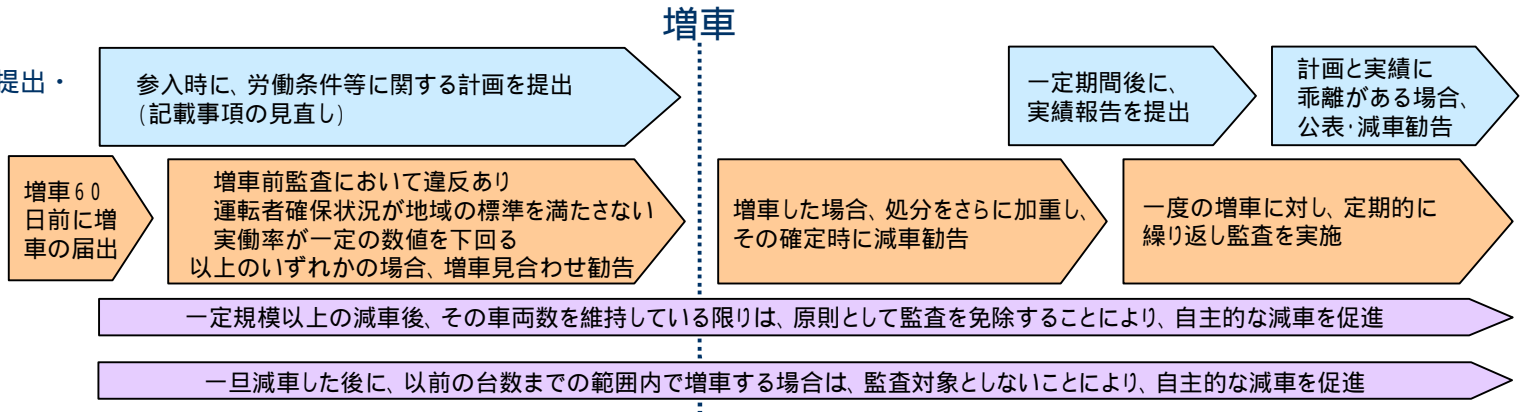 増車
提出・
参入時に、労働条件等に関する計画を提出
(記載事項の見直し)
一定期間後に、
実績報告を提出
計画と実績に
乖離がある場合、
公表・減車勧告
増車60
日前に増
車の届出
増車前監査において違反あり
運転者確保状況が地域の標準を満たさない
実働率が一定の数値を下回る
以上のいずれかの場合、増車見合わせ勧告
増車した場合、処分をさらに加重し、
その確定時に減車勧告
一度の増車に対し、定期的に
繰り返し監査を実施
一定規模以上の減車後、その車両数を維持している限りは、原則として監査を免除することにより、自主的な減車を促進
一旦減車した後に、以前の台数までの範囲内で増車する場合は、監査対象としないことにより、自主的な減車を促進